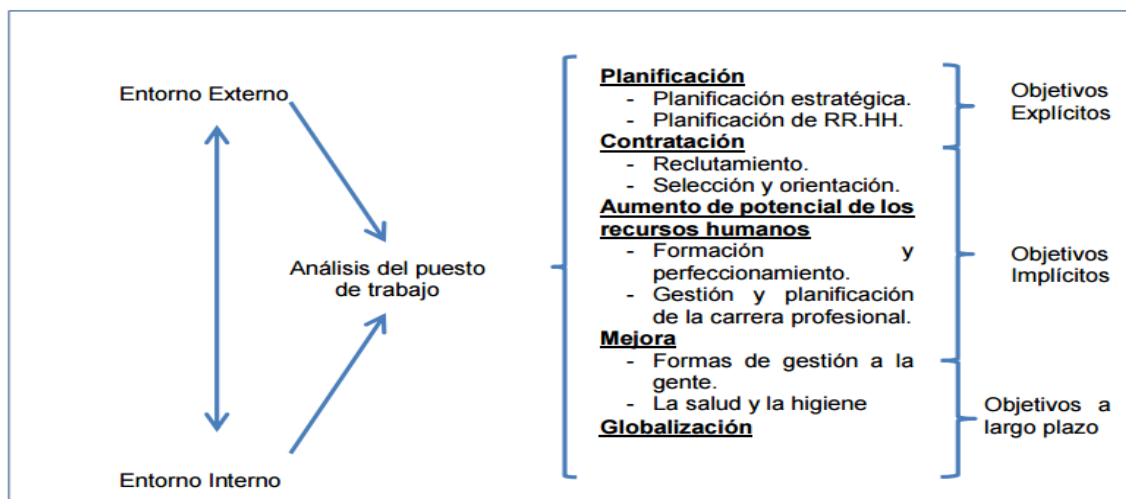 Entorno Externo
Análisis del puesto
de trabajo
Entorno Interno
Planificación
- Planificación estratégica.
- Planificación de RR.HH.
Contratación
- Reclutamiento.
- Selección y orientación.
Aumento de potencial de los
recursos humanos
- Formación y
perfeccionamiento.
- Gestión y planificación
de la carrera profesional.
Mejora
- Formas de gestión a la
gente.
- La salud y la higiene
Globalización
Objetivos
Explícitos
Objetivos
Implícitos
Objetivos a
largo plazo